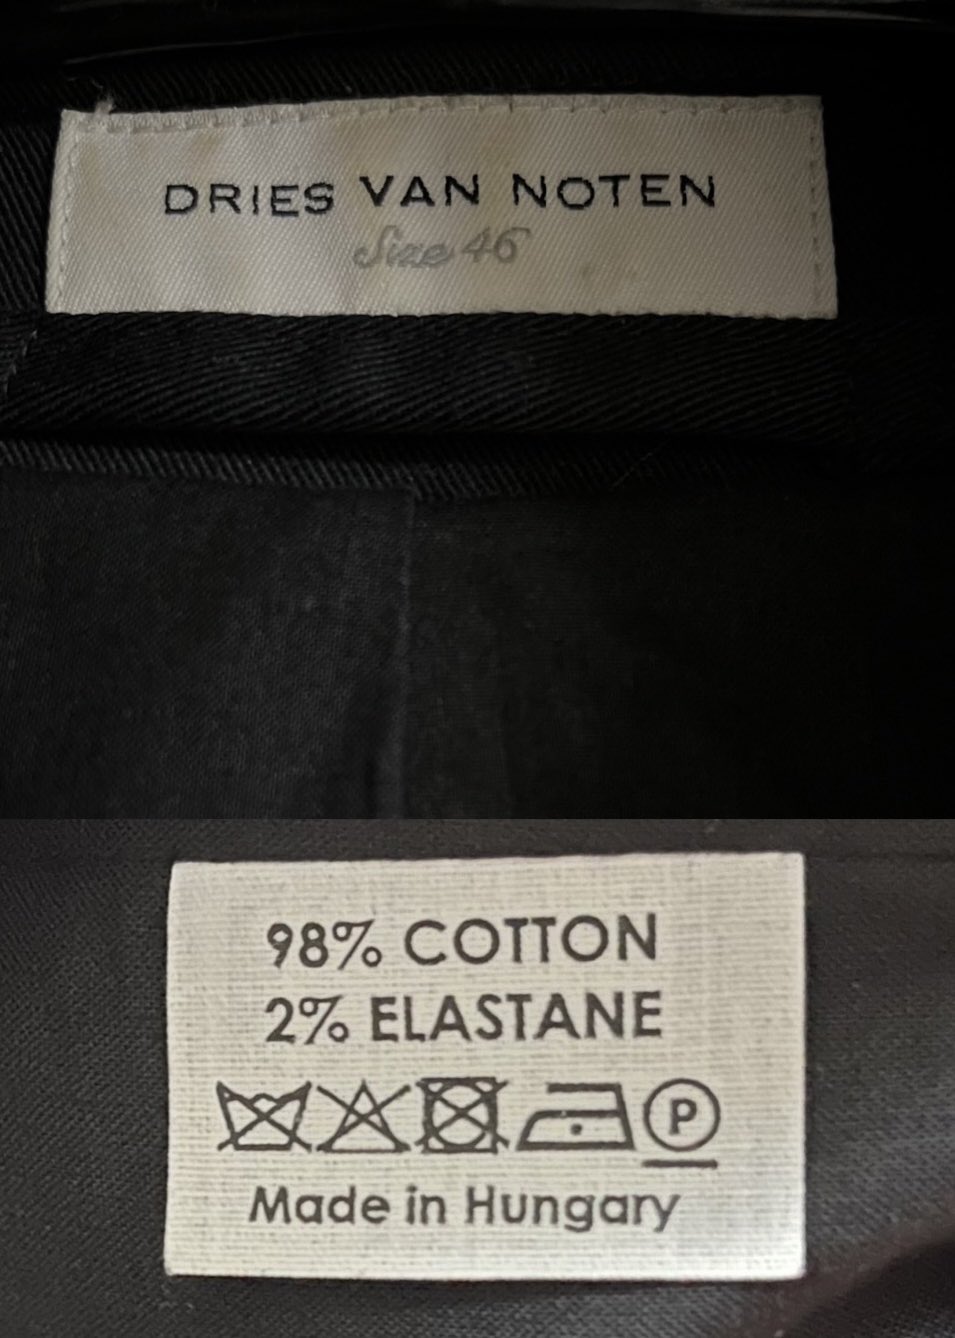 DRIES VAN NOTEN
Size 46
98% COTTON
2% ELASTANE
P
Made in Hungary